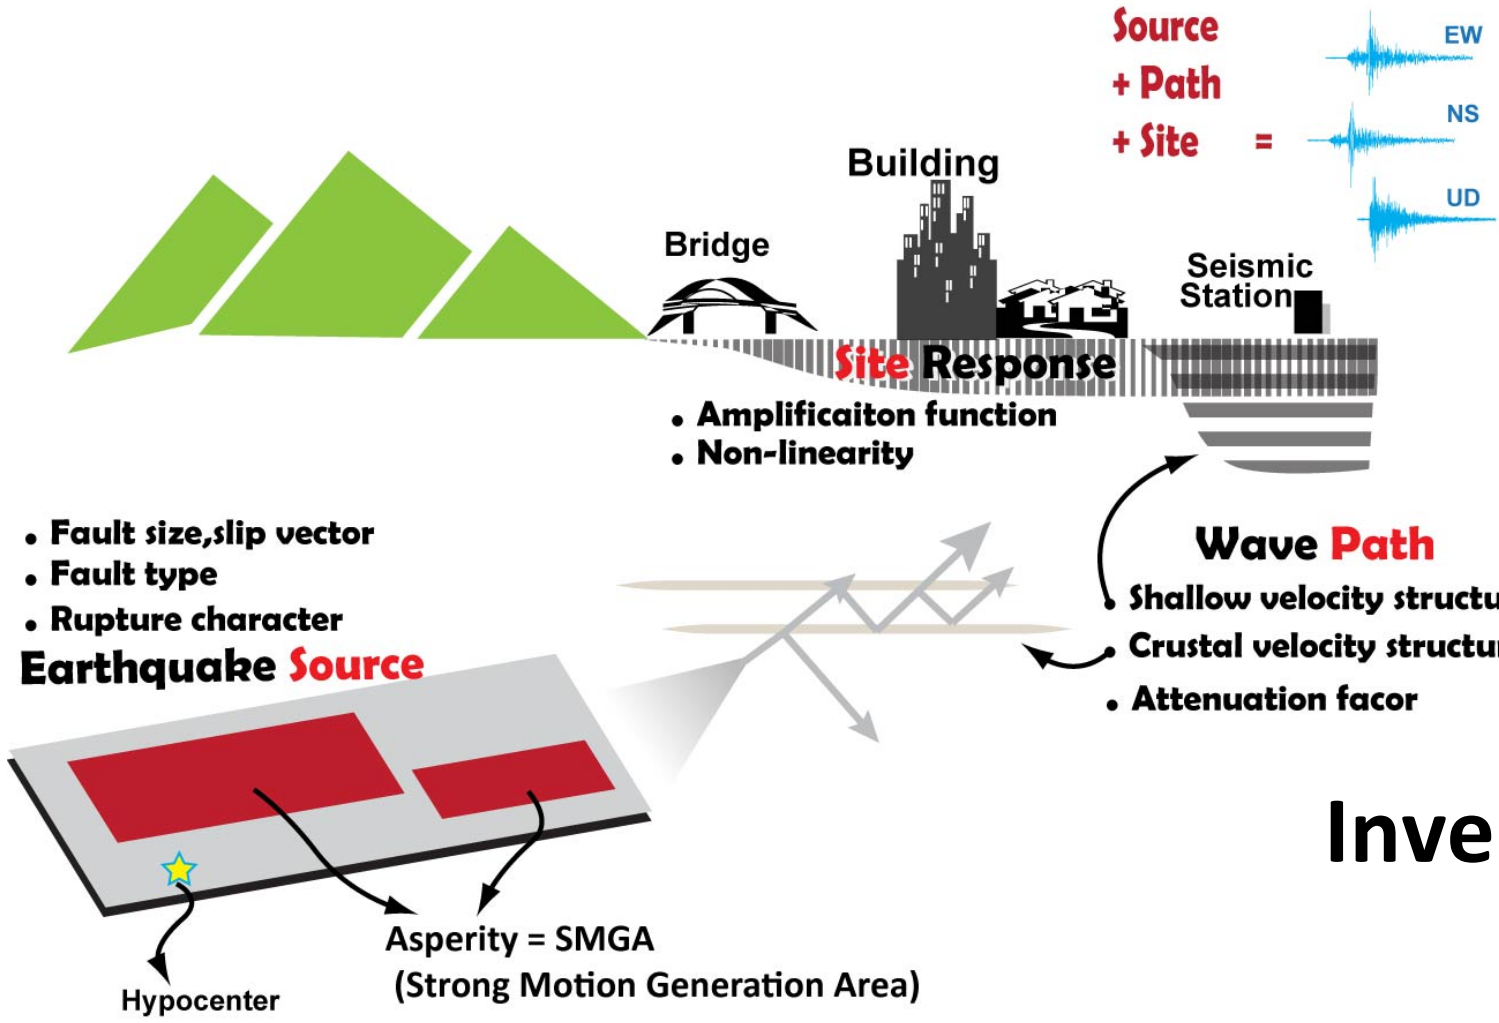 Source
+ Path
+ Site =
EW
NS
UD
Building
Bridge
Seismic
Station
Site Response
• Amplificaiton function
• Non-linearity
• Fault size,slip vector
• Fault type
• Rupture character
Earthquake Source
Wave Path
• Shallow velocity structu
• Crustal velocity structu
• Attenuation facor
Inve
Asperity = SMGA
(Strong Motion Generation Area)
Hypocenter